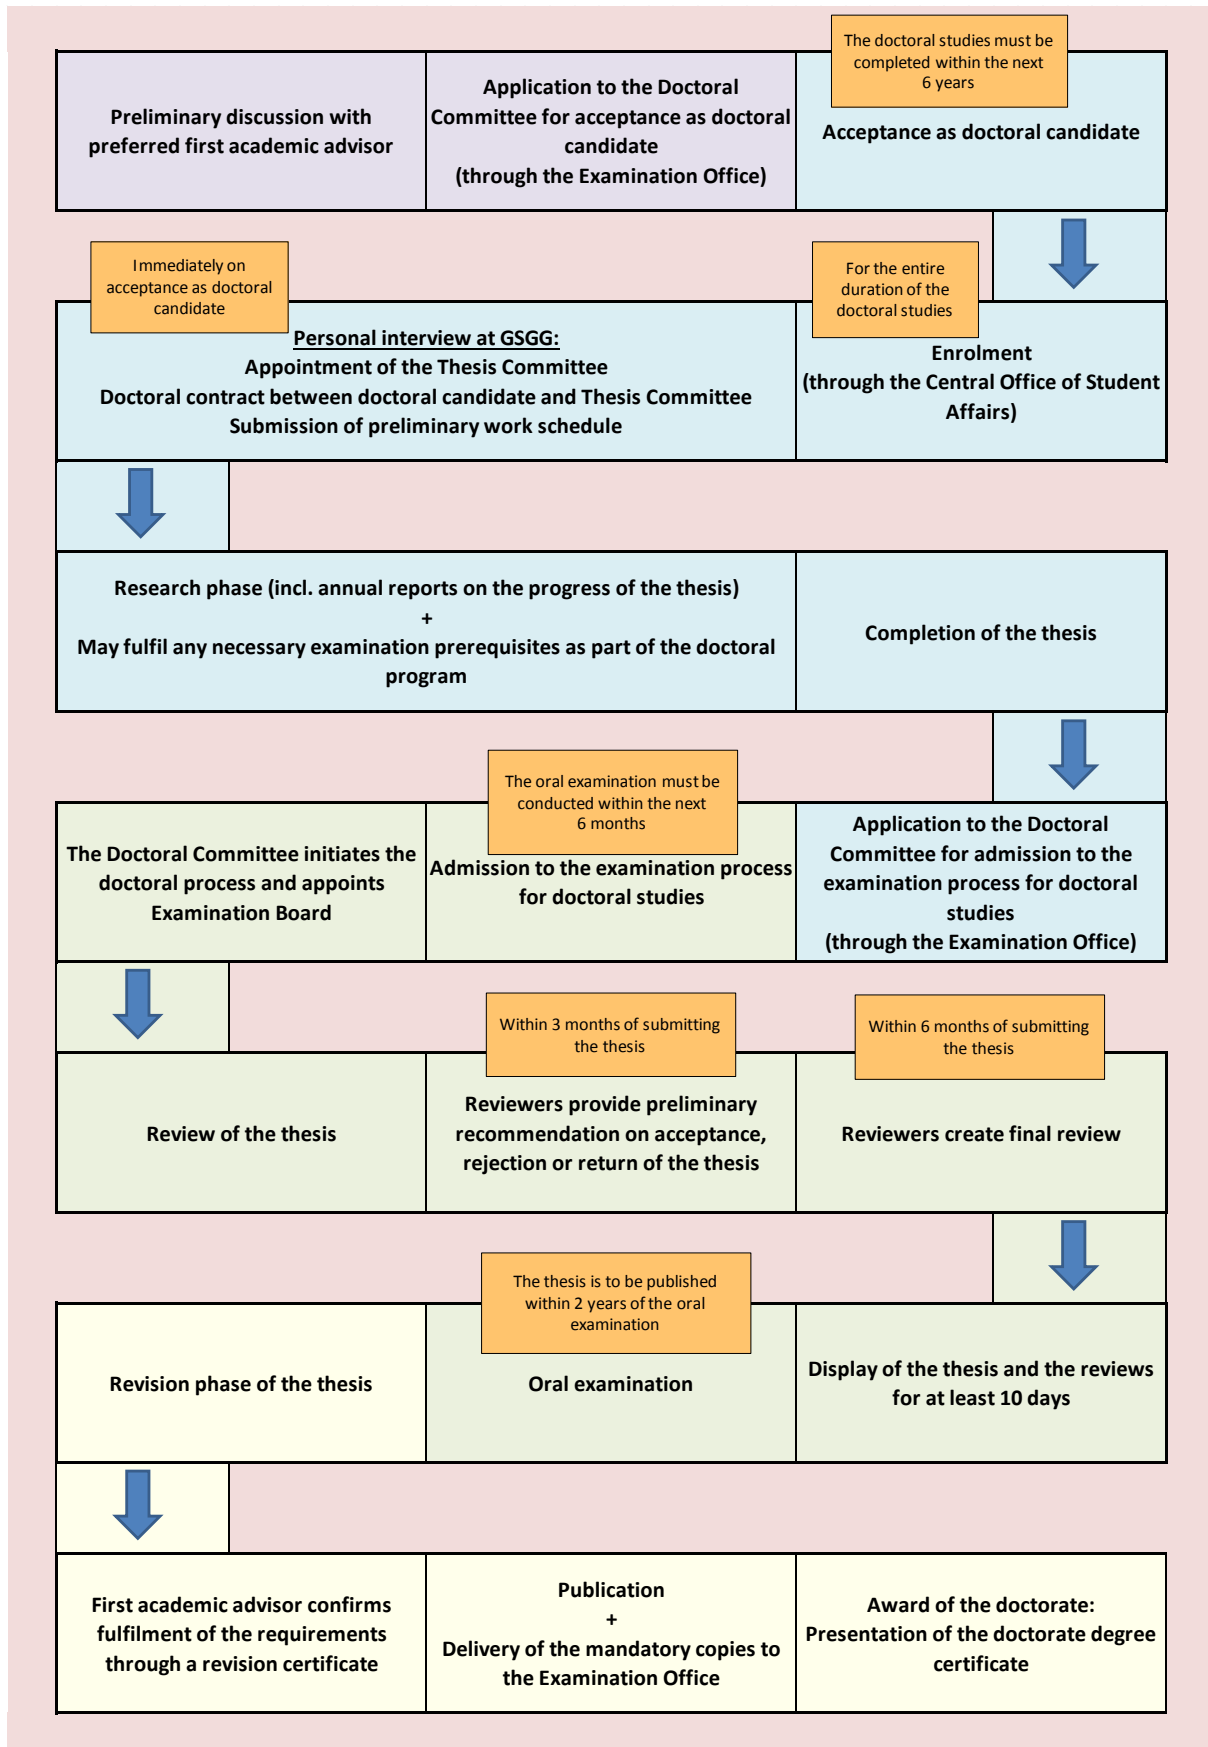 Preliminary discussion with
preferred first academic advisor
Application to the Doctoral
Committee for acceptance as doctoral
candidate
(through the Examination Office)
The doctoral studies must be
completed within the next
6 years
Acceptance as doctoral candidate
Immediately on
acceptance as doctoral
candidate
Personal interview at GSGG:
Appointment of the Thesis Committee
Doctoral contract between doctoral candidate and Thesis Committee
Submission of preliminary work schedule
For the entire
duration of the
doctoral studies
Enrolment
(through the Central Office of Student
Affairs)
Research phase (incl. annual reports on the progress of the thesis)
+
May fulfil any necessary examination prerequisites as part of the doctoral
program
Completion of the thesis
The Doctoral Committee initiates the
doctoral process and appoints
Examination Board
The oral examination must be
conducted within the next
6 months
Admission to the examination process
for doctoral studies
Application to the Doctoral
Committee for admission to the
examination process for doctoral
studies
(through the Examination Office)
Review of the thesis
Within 3 months of submitting
the thesis
Reviewers provide preliminary
recommendation on acceptance,
rejection or return of the thesis
Within 6 months of submitting
the thesis
Reviewers create final review
Revision phase of the thesis
The thesis is to be published
within 2 years of the oral
examination
Oral examination
Display of the thesis and the reviews
for at least 10 days
First academic advisor confirms
fulfilment of the requirements
through a revision certificate
Publication
+
Delivery of the mandatory copies to
the Examination Office
Award of the doctorate:
Presentation of the doctorate degree
certificate